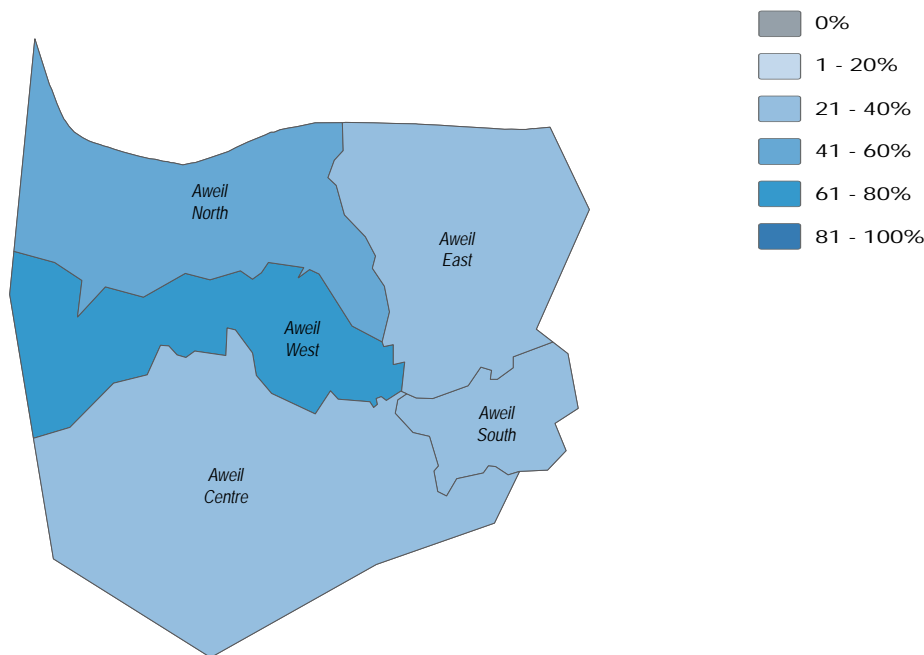 0%
1 - 20%
21 - 40%
41 - 60%
61 - 80%
81 - 100%
Aweil
North
Aweil
East
Aweil
West
Aweil
South
Aweil
Centre